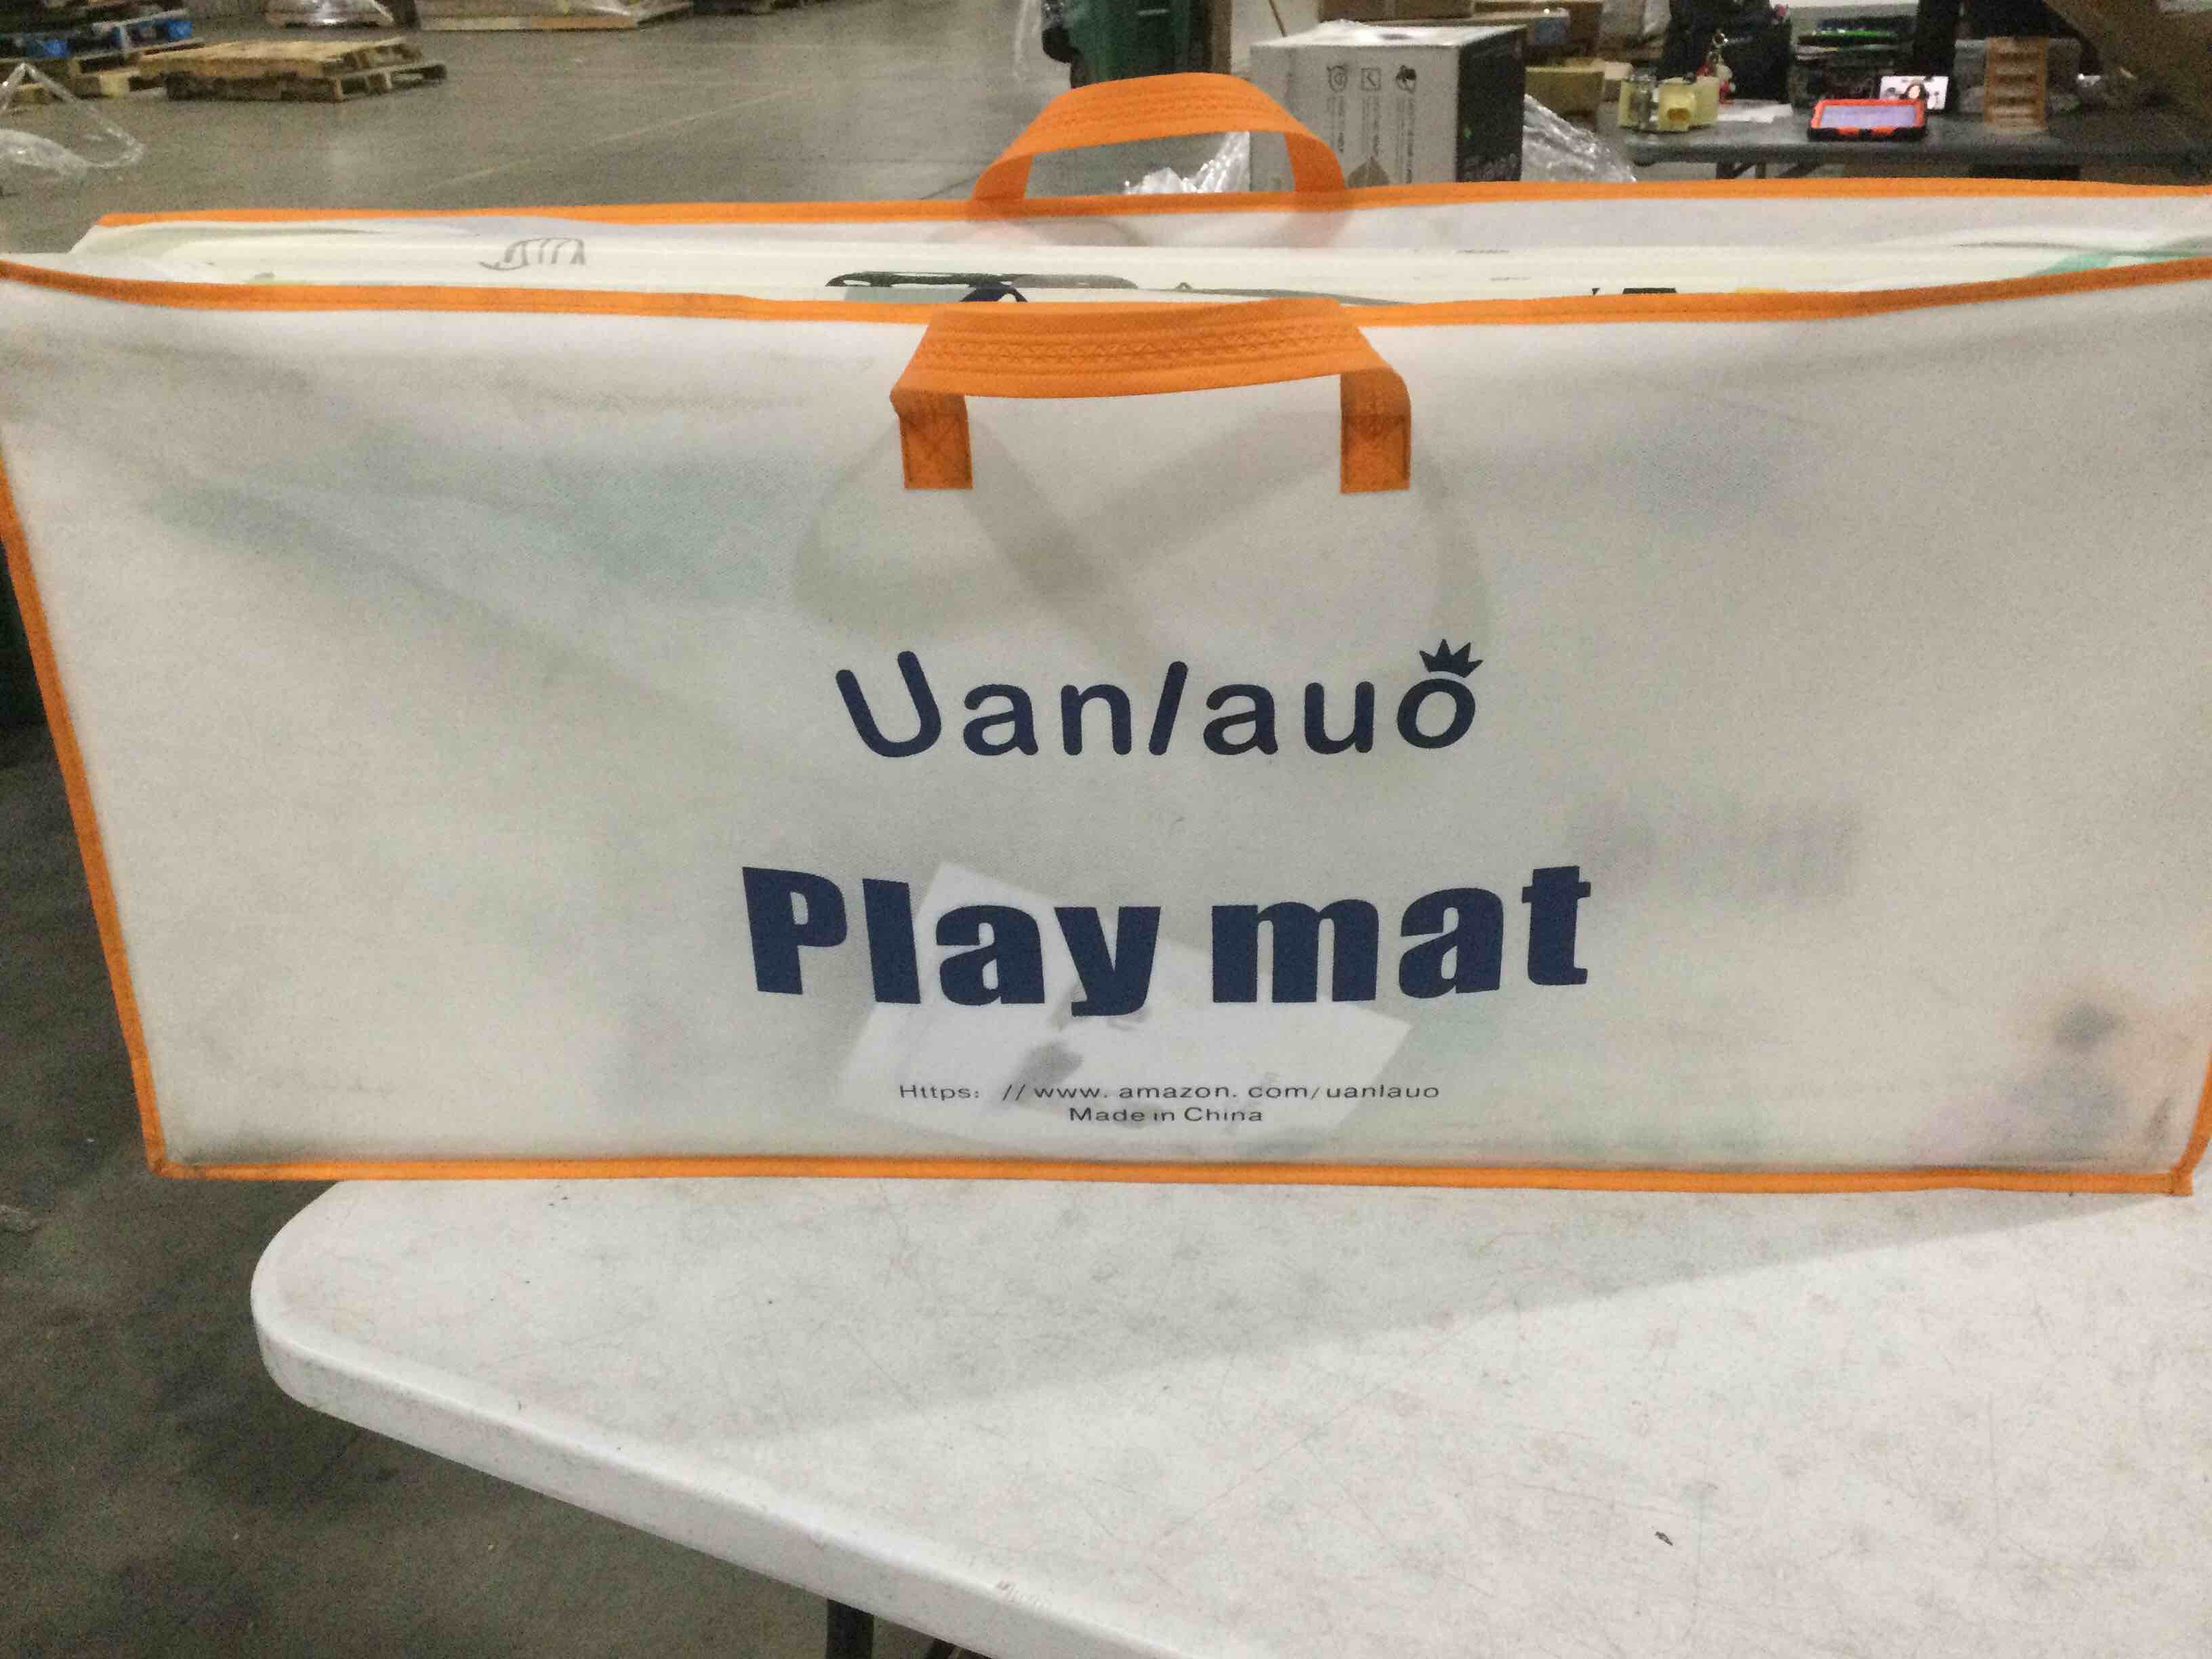 Uanlauo
Play mat
Https: //www. amazon. com/uanlauo
Made in China